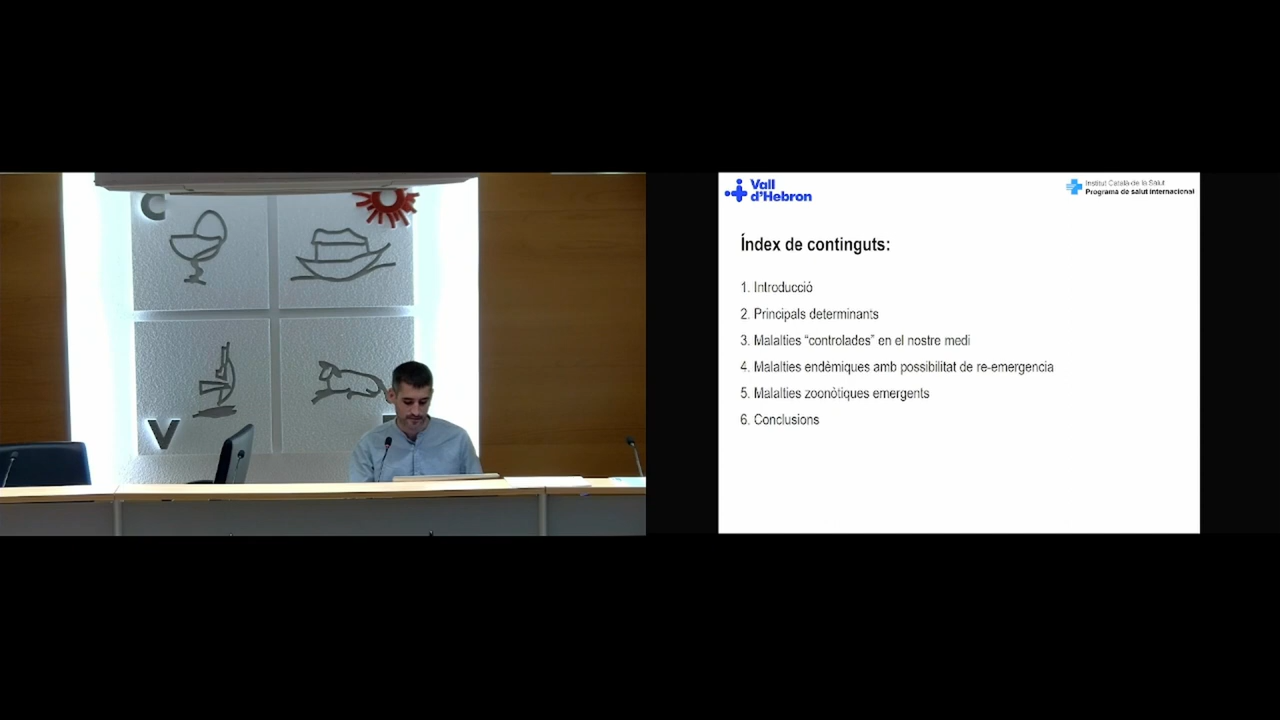 C
V
Vall
d'Hebron
Institut Català de la Salut
Programa de salut internacional
Índex de continguts:
1. Introducció
2. Principals determinants
3. Malalties “controlades” en el nostre medi
4. Malalties endèmiques amb possibilitat de re-emergencia
5. Malalties zoonòtiques emergents
6. Conclusions